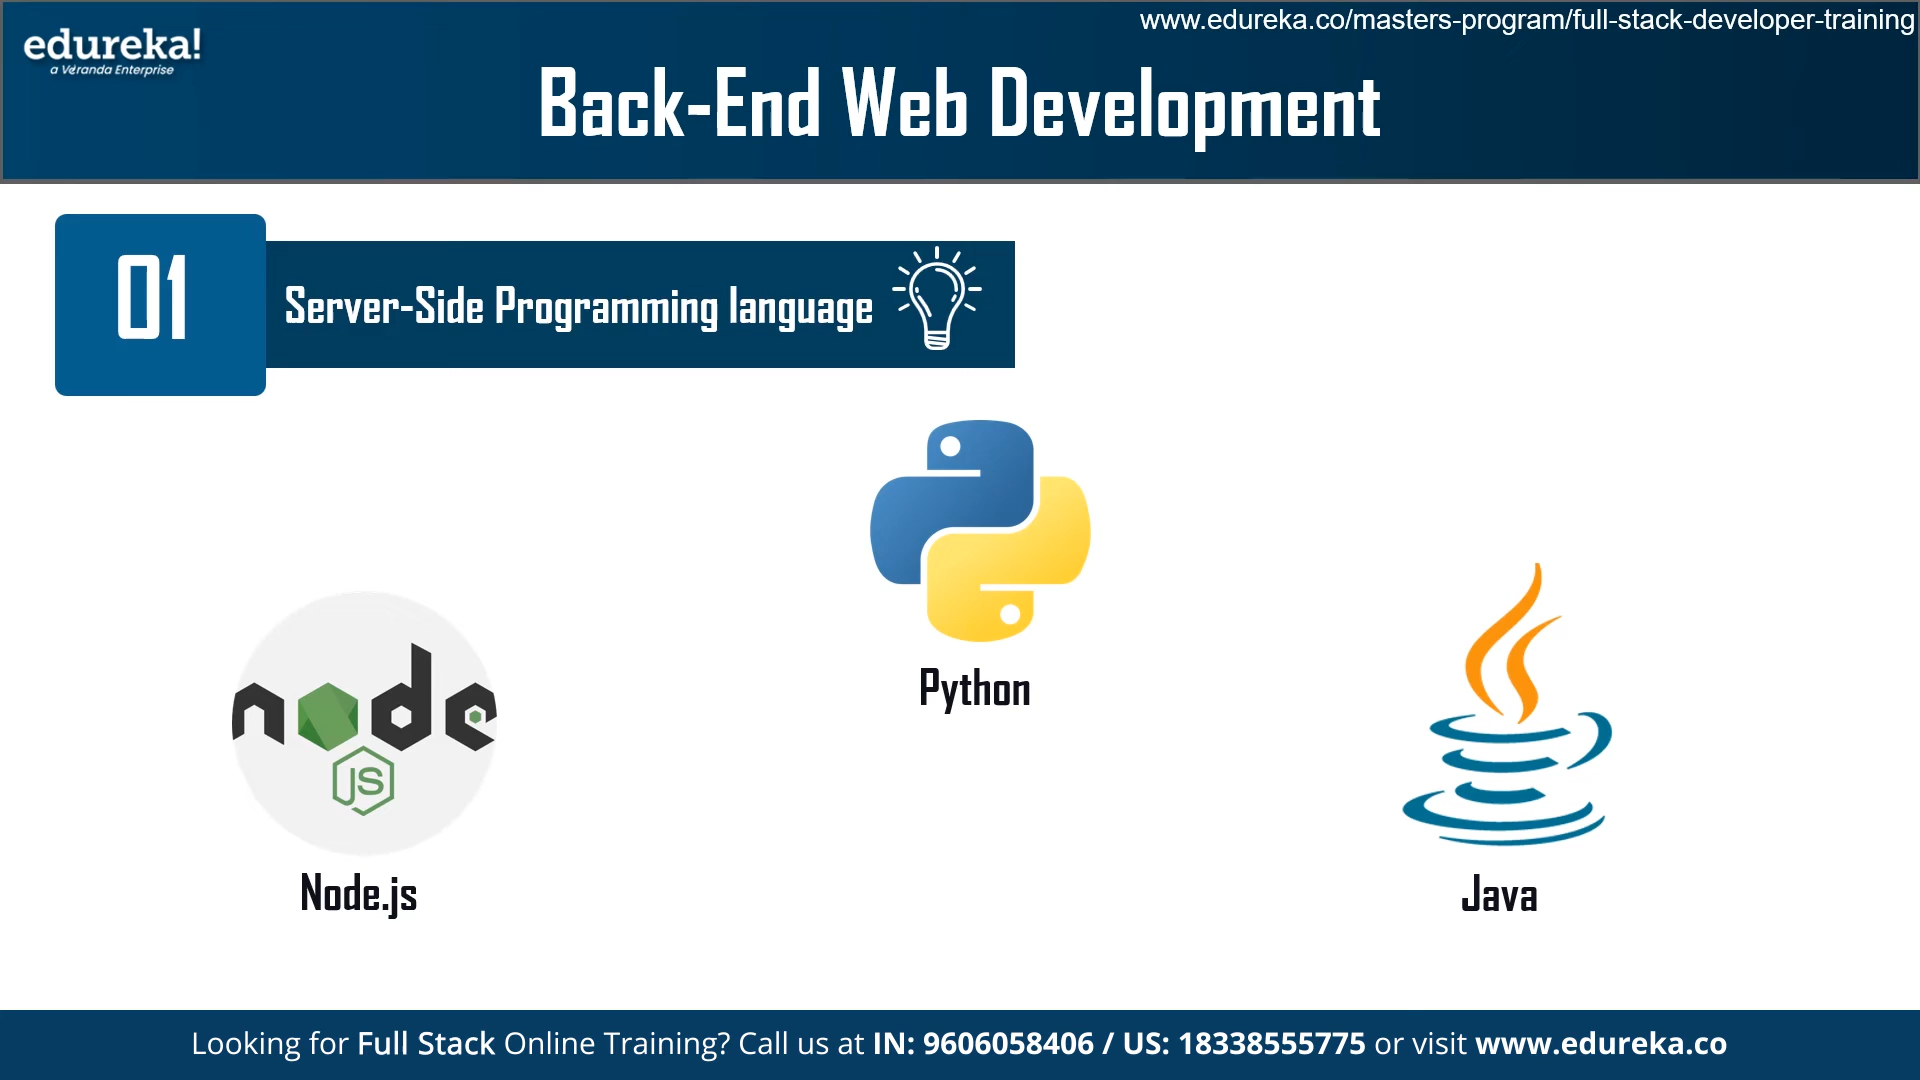 www.edureka.co/masters-program/full-stack-developer-training
edureka!
a Veranda Enterprise
Back-End Web Development
01
Server-Side Programming language
Python
node
JS
Node.js
Java
Looking for Full Stack Online Training? Call us at IN: 9606058406 / US: 18338555775 or visit www.edureka.co